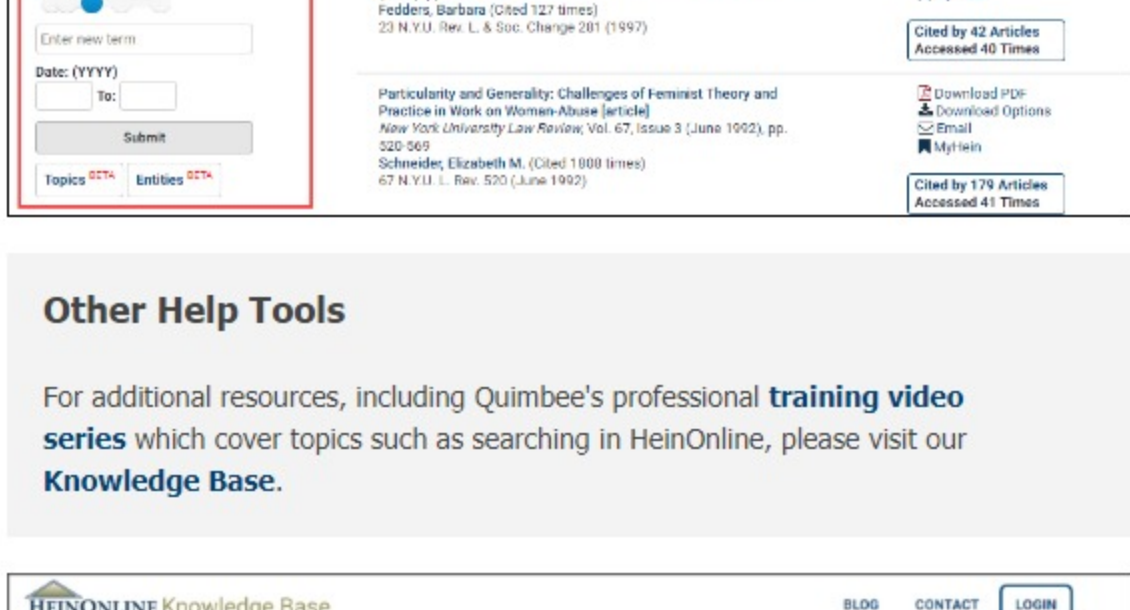 Fedders, Barbara (Cited 127 times)
23 N.Y.U. Rev. L. & Soc. Change 281 (1997)
Cited by 42 Articles
Accessed 40 Times
Enter new term
Date: (YYYY)
To:
Submit
Topics BETA Entities BETA
Particularity and Generality: Challenges of Feminist Theory and
Practice in Work on Woman-Abuse [article]
New York University Law Review, Vol. 67, Issue 3 (June 1992), pp.
520-569
Schneider, Elizabeth M. (Cited 1808 times)
67 N.Y.U. L. Rev. 520 (June 1992)
Download PDF
Download Options
Email
MyHein
Cited by 179 Articles
Accessed 41 Times
Other Help Tools
For additional resources, including Quimbee's professional training video
series which cover topics such as searching in HeinOnline, please visit our
Knowledge Base.
HEINONLINE Knowledge Base
BLOG CONTACT LOGIN